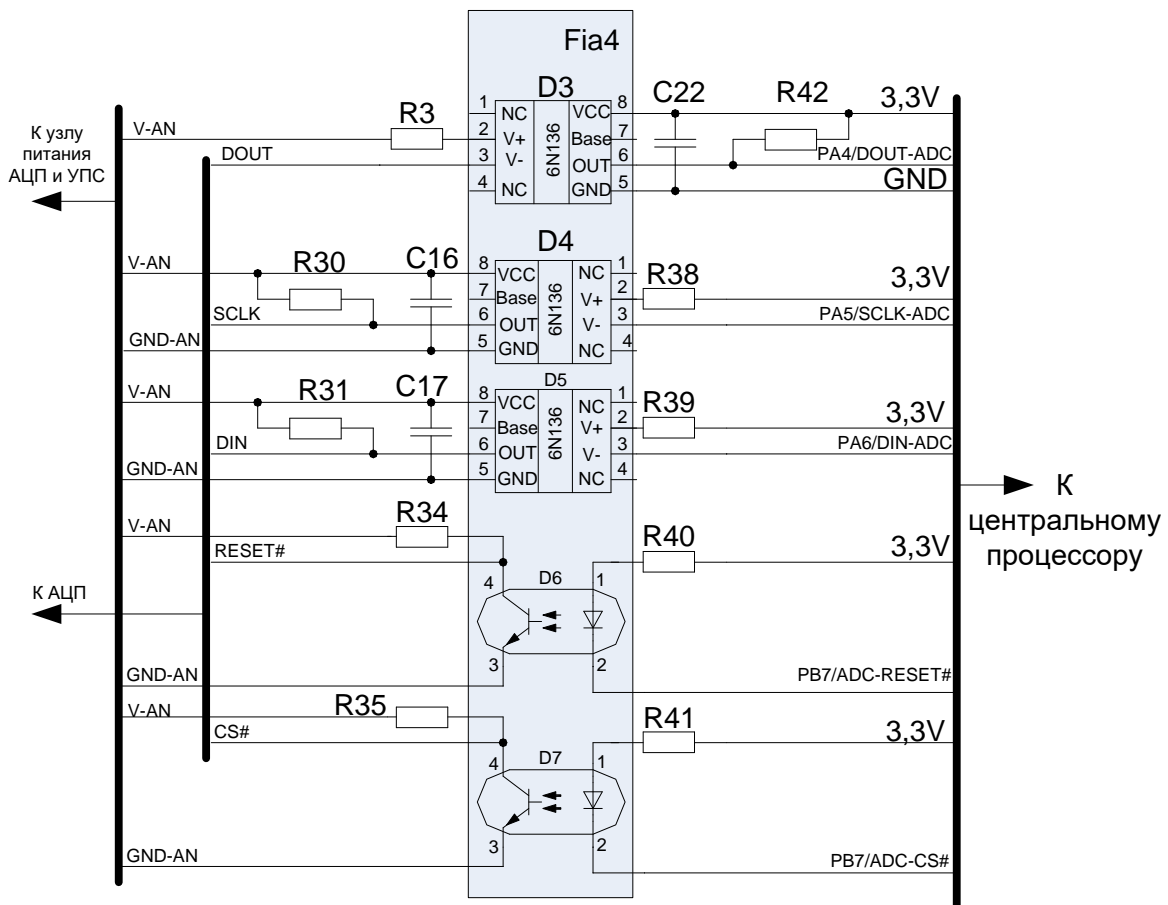 Fia4
D3
1
NC
VCC
8
C22
R42
3,3V
К узлу
питания
АЦП и УПС
V-AN
R3
2
V+
6N136
Base
7
DOUT
3
V-
OUT
6
PA4/DOUT-ADC
4
NC
GND
5
GND
D4
V-AN
R30
C16
8
VCC
6N136
NC
1
R38
3,3V
7
Base
V+
2
SCLK
6
OUT
V-
3
PA5/SCLK-ADC
GND-AN
5
GND
NC
4
D5
V-AN
R31
C17
8
VCC
6N136
NC
1
R39
3,3V
7
Base
V+
2
DIN
6
OUT
V-
3
PA6/DIN-ADC
GND-AN
5
GND
NC
4
К
центральному
процессору
V-AN
R34
RESET#
R40
3,3V
4
D6
1
К АЦП
3
2
GND-AN
PB7/ADC-RESET#
V-AN
R35
CS#
R41
3,3V
4
D7
1
3
2
GND-AN
PB7/ADC-CS#